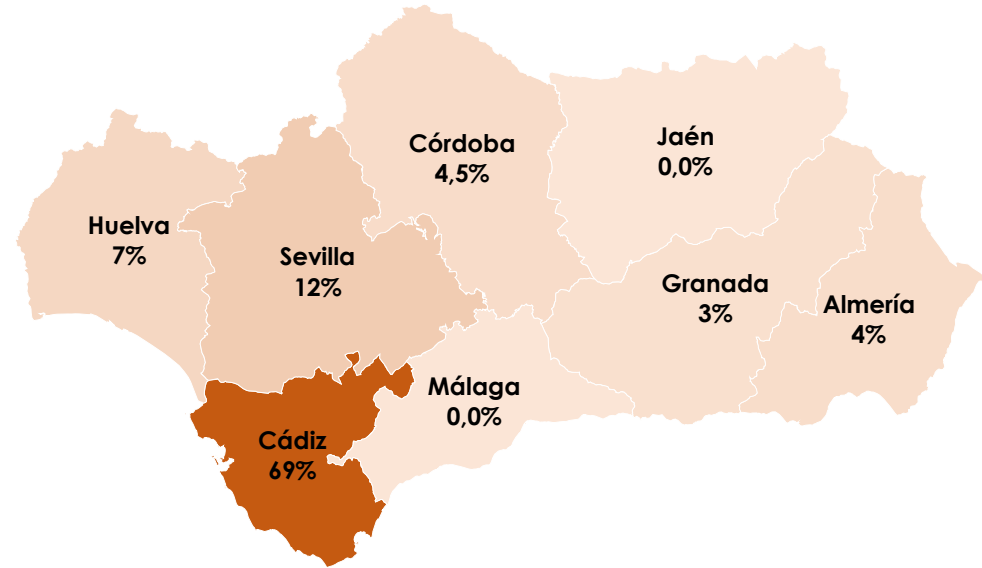 Córdoba
4,5%
Jaén
0,0%
Huelva
7%
Sevilla
12%
Granada
3%
Almería
4%
Málaga
0,0%
Cádiz
69%